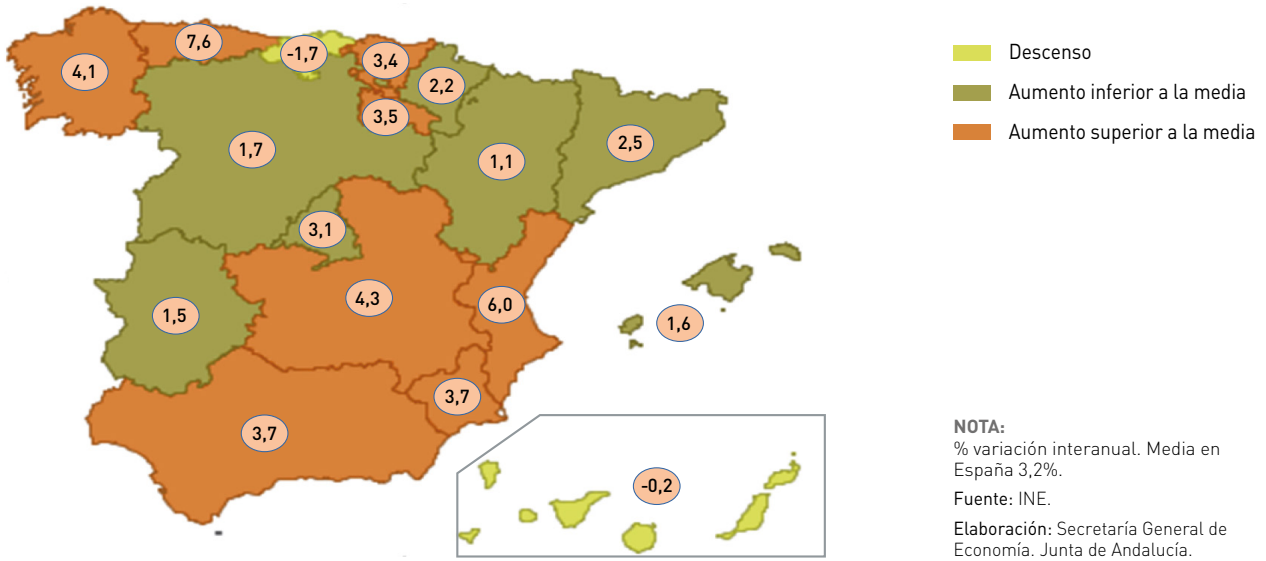 7,6
-1,7
3,4
4,1
2,2
3,5
1,7
1,1
2,5
3,1
4,3
6,0
1,5
1,6
3,7
3,7
-0,2
Descenso
Aumento inferior a la media
Aumento superior a la media
NOTA:
% variación interanual. Media en
España 3,2%.
Fuente: INE.
Elaboración: Secretaría General de
Economía. Junta de Andalucía.